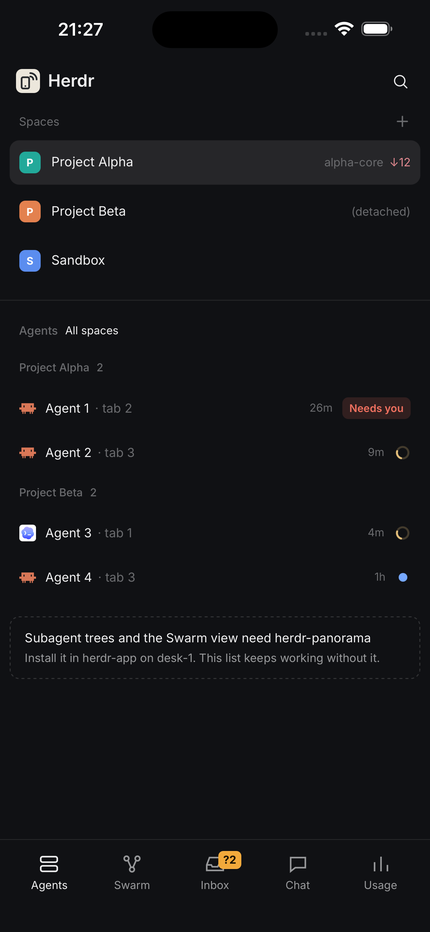 21:27
Herdr
Spaces
P Project Alpha alpha-core ↓12
P Project Beta (detached)
S Sandbox
Agents All spaces
Project Alpha 2
Agent 1 · tab 2 26m Needs you
Agent 2 · tab 3 9m
Project Beta 2
Agent 3 · tab 1 4m
Agent 4 · tab 3 1h
Subagent trees and the Swarm view need herdr-panorama
Install it in herdr-app on desk-1. This list keeps working without it.
?2
Agents Swarm Inbox Chat Usage